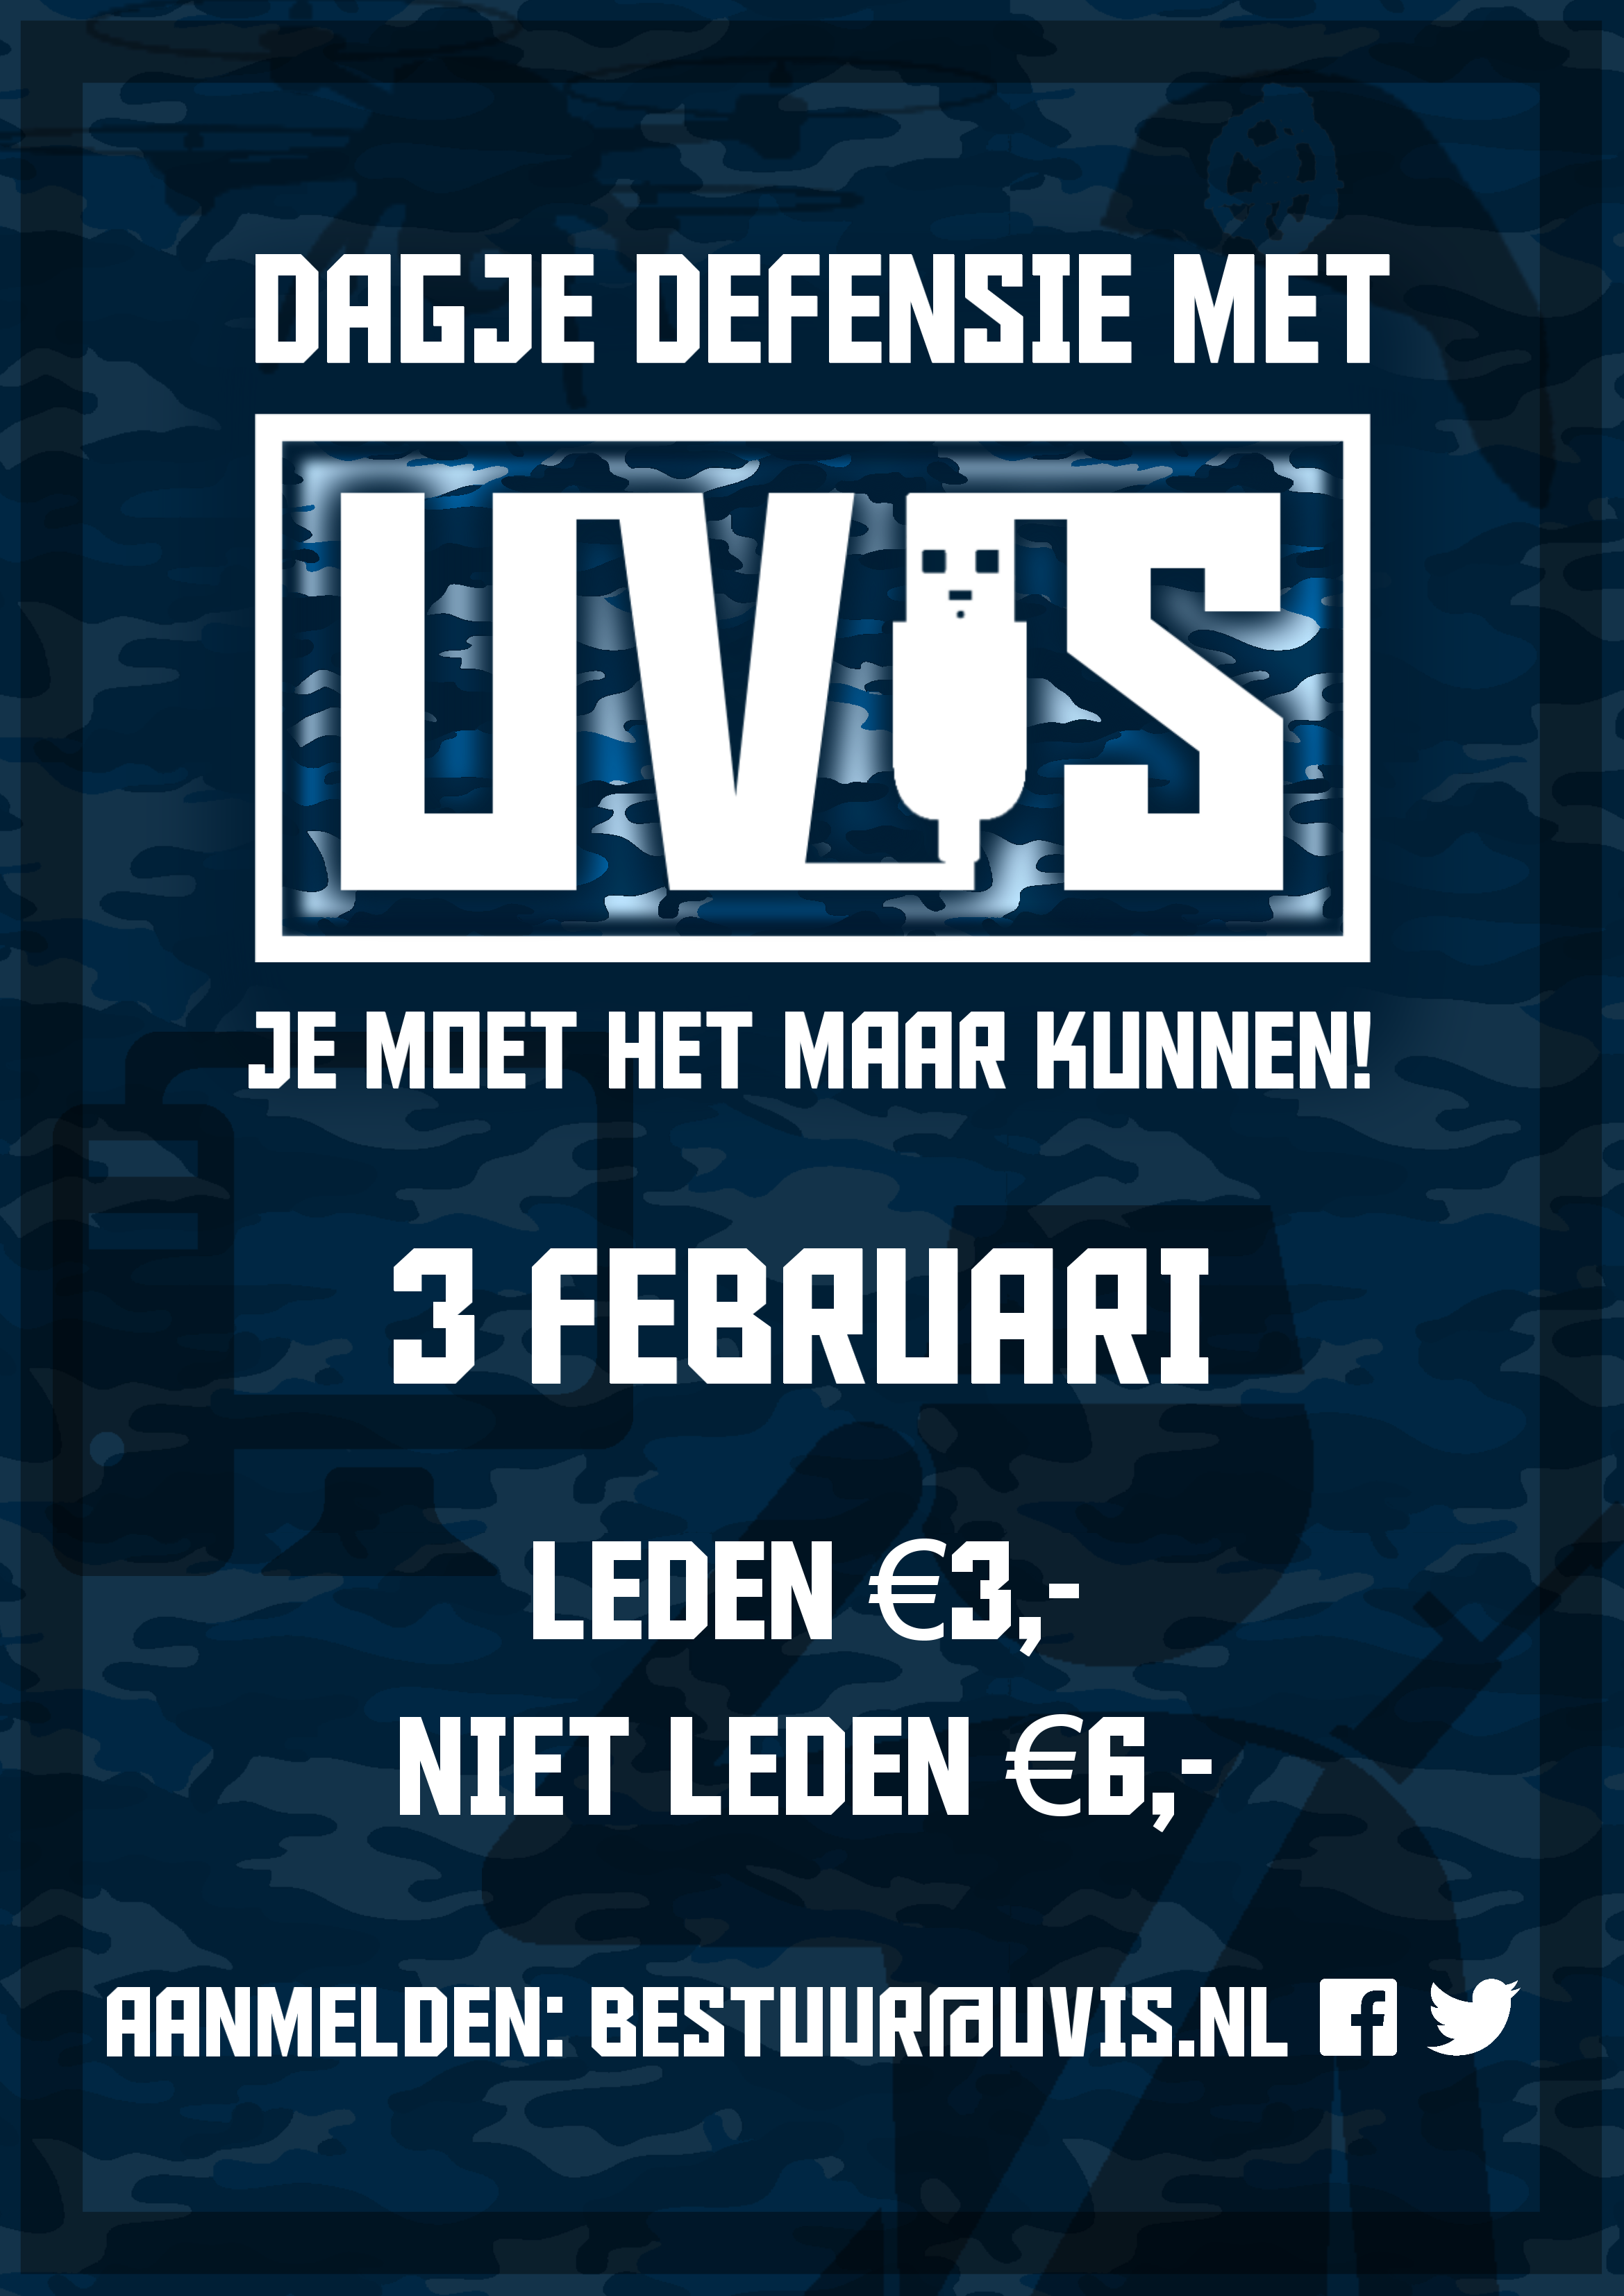 DAGJE DEFENSIE MET
UVIS
JE MOET HET MAAR KUNNEN!
3 FEBRUARI
LEDEN €3,-
NIET LEDEN €6,-
AANMELDEN: BESTUUR@UVIS.NL